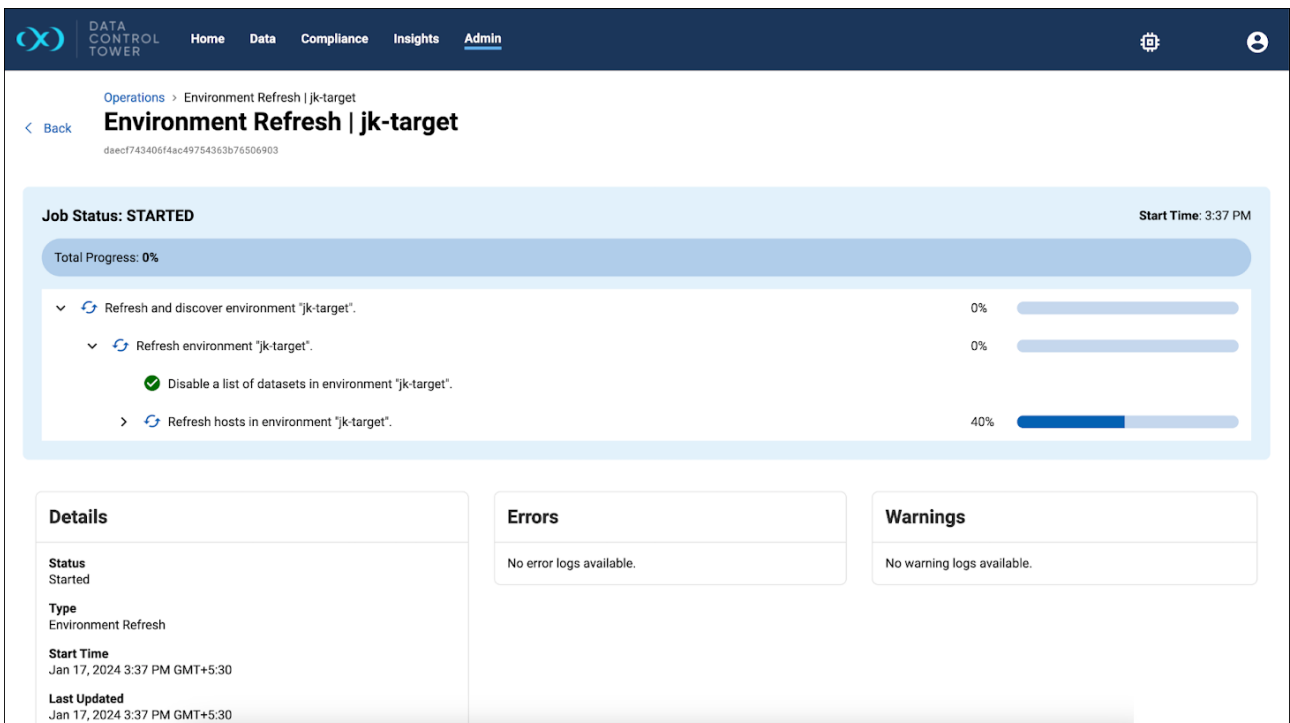 DATA
CONTROL
TOWER
Home Data Compliance Insights Admin
Operations > Environment Refresh | jk-target
Back
Environment Refresh | jk-target
daecf743406f4ac49754363b76506903
Job Status: STARTED
Start Time: 3:37 PM
Total Progress: 0%
Refresh and discover environment "jk-target". 0%
Refresh environment "jk-target". 0%
Disable a list of datasets in environment "jk-target".
Refresh hosts in environment "jk-target". 40%
Details
Status
Started
Type
Environment Refresh
Start Time
Jan 17, 2024 3:37 PM GMT+5:30
Last Updated
Jan 17, 2024 3:37 PM GMT+5:30
Errors
No error logs available.
Warnings
No warning logs available.